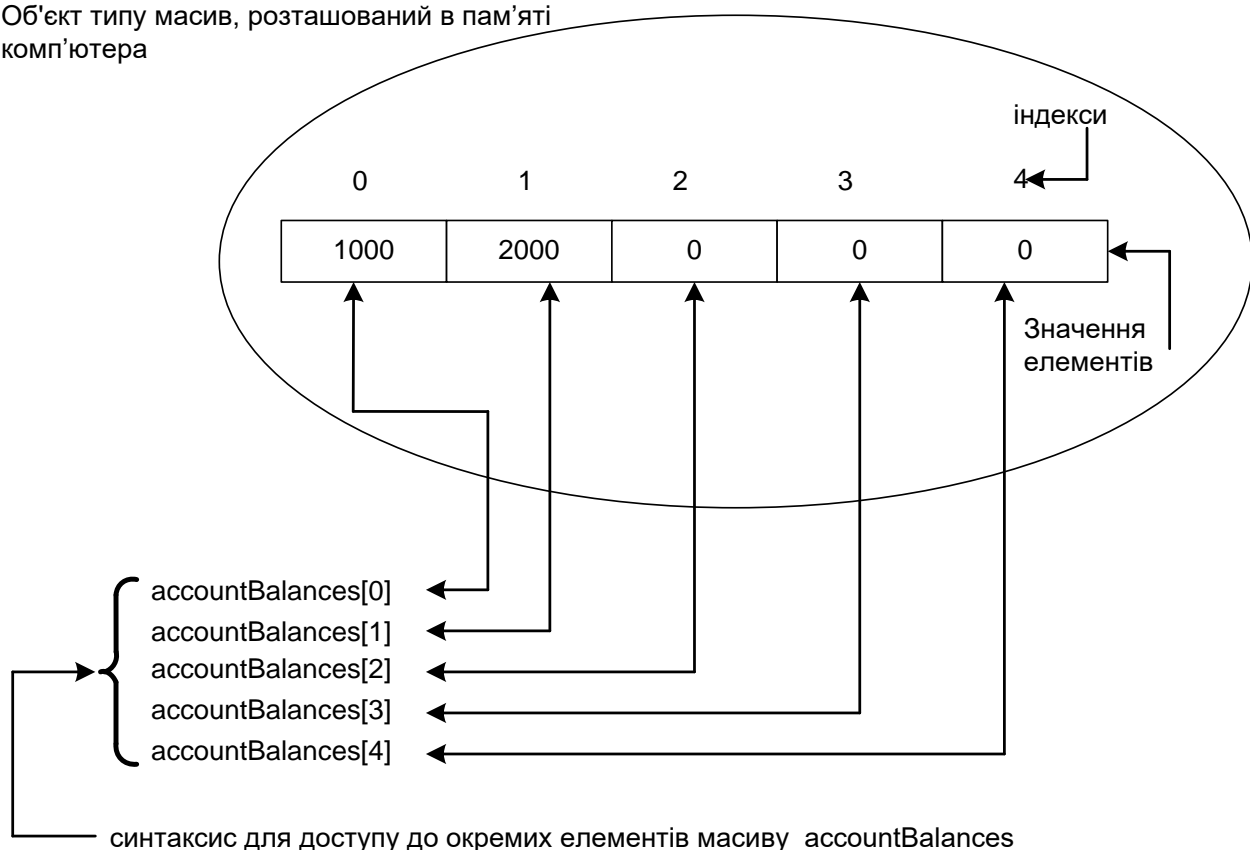 Об'єкт типу масив, розташований в пам’яті
комп’ютера
індекси
0 1 2 3 4
1000 2000 0 0 0
Значення
елементів
accountBalances[0]
accountBalances[1]
accountBalances[2]
accountBalances[3]
accountBalances[4]
синтаксис для доступу до окремих елементів масиву accountBalances